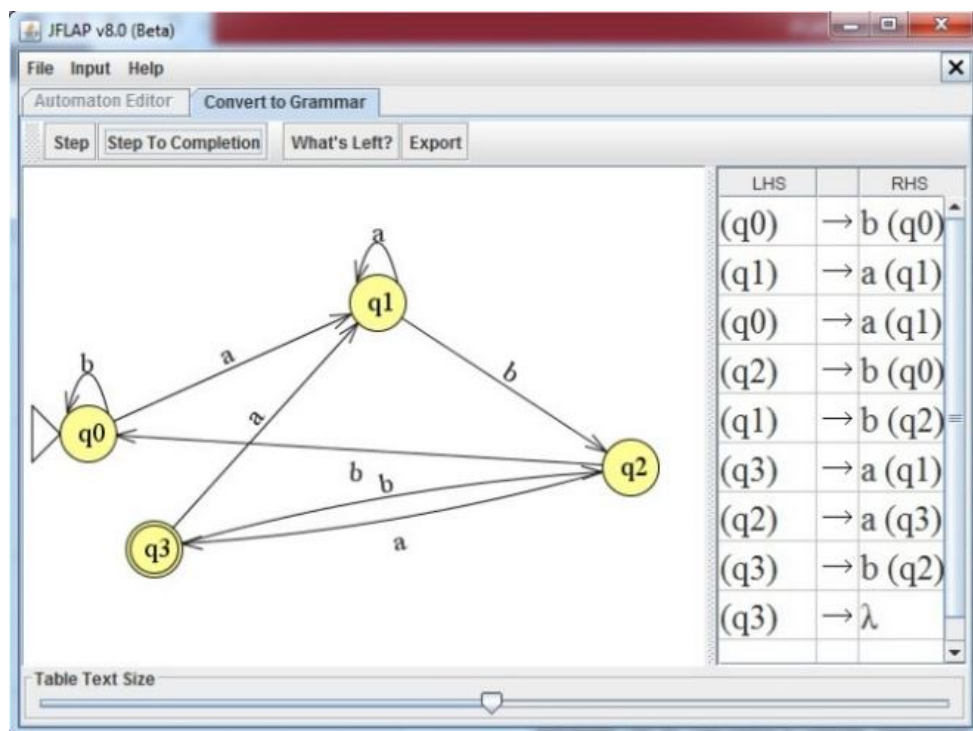 JFLAP v8.0 (Beta)
File Input Help
Automaton Editor Convert to Grammar
Step Step To Completion What's Left? Export
LHS RHS
(q0) → b (q0)
(q1) → a (q1)
(q0) → a (q1)
(q2) → b (q0)
(q1) → b (q2)
(q3) → a (q1)
(q2) → a (q3)
(q3) → b (q2)
(q3) → λ
a
q1
a
b
b
a
q0
q2
b
b
q3
a
Table Text Size